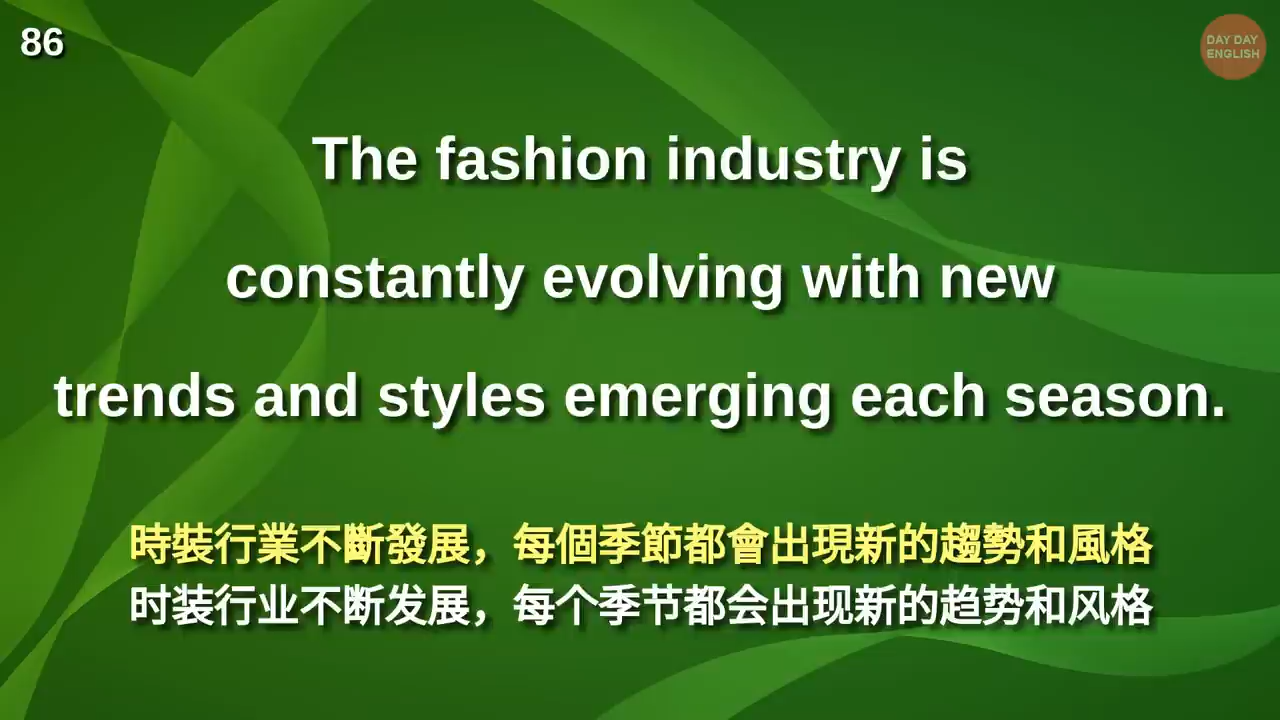 86
DAY DAY
ENGLISH
The fashion industry is
constantly evolving with new
trends and styles emerging each season.
時裝行業不斷發展，每個季節都會出現新的趨勢和風格
时装行业不断发展，每个季节都会出现新的趋势和风格